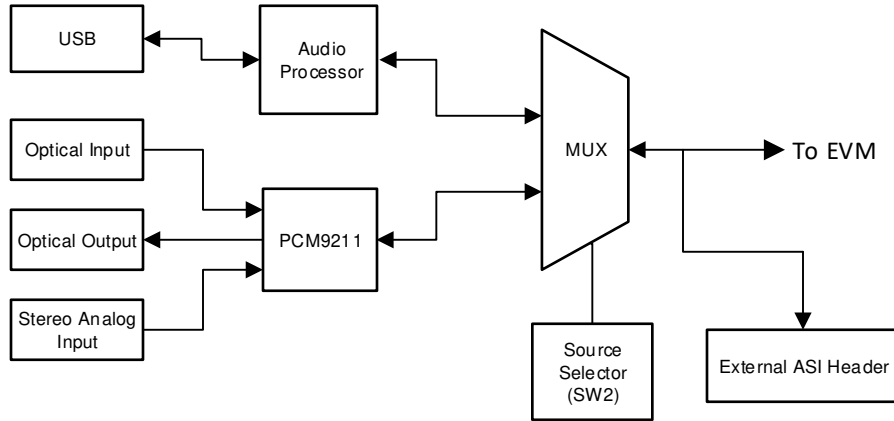 USB
Audio
Processor
Optical Input
Optical Output
Stereo Analog
Input
PCM9211
MUX
To EVM
Source
Selector
(SW2)
External ASI Header